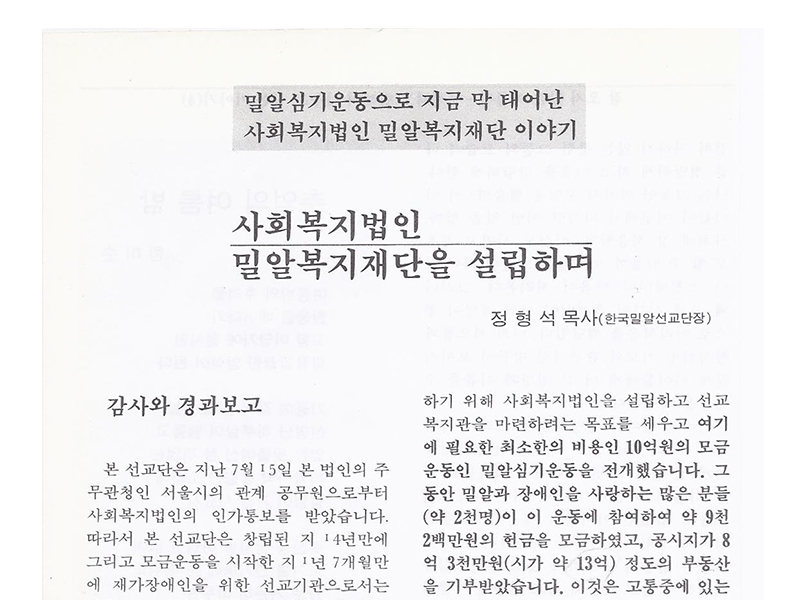 밀알심기운동으로 지금 막 태어난
사회복지법인 밀알복지재단 이야기
사회복지법인
밀알복지재단을 설립하며
정 형 석 목사(한국밀알선교단장)
감사와 경과보고
본 선교단은 지난 7월 15일 본 법인의 주
무관청인 서울시의 관계 공무원으로부터
사회복지법인의 인가통보를 받았습니다.
따라서 본 선교단은 창립된 지 14년만에
그리고 모금운동을 시작한 지 1년 7개월만
에 재가장애인을 위한 선교기관으로서는
하기 위해 사회복지법인을 설립하고 선교
복지관을 마련하려는 목표를 세우고 여기
에 필요한 최소한의 비용인 10억원의 모금
운동인 밀알심기운동을 전개했습니다. 그
동안 밀알과 장애인을 사랑하는 많은 분들
(약 2천명)이 이 운동에 참여하여 약 9천
2백만원의 헌금을 모금하였고, 공시지가 8
억 3천만원(시가 약 13억) 정도의 부동산
을 기부받았습니다. 이것은 고통중에 있는